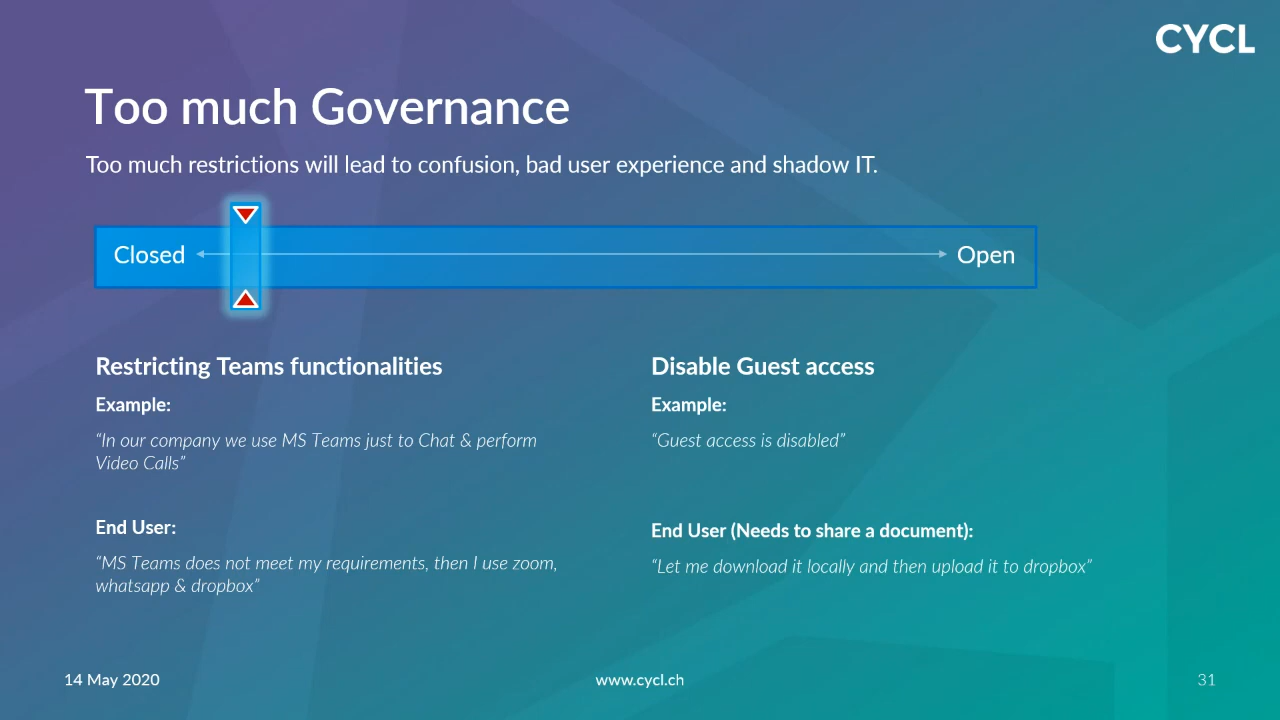 CYCL
Too much Governance
Too much restrictions will lead to confusion, bad user experience and shadow IT.
Closed
Open
Restricting Teams functionalities
Example:
“In our company we use MS Teams just to Chat & perform
Video Calls”
End User:
“MS Teams does not meet my requirements, then I use zoom,
whatsapp & dropbox”
Disable Guest access
Example:
“Guest access is disabled”
End User (Needs to share a document):
“Let me download it locally and then upload it to dropbox”
14 May 2020
www.cycl.ch
31